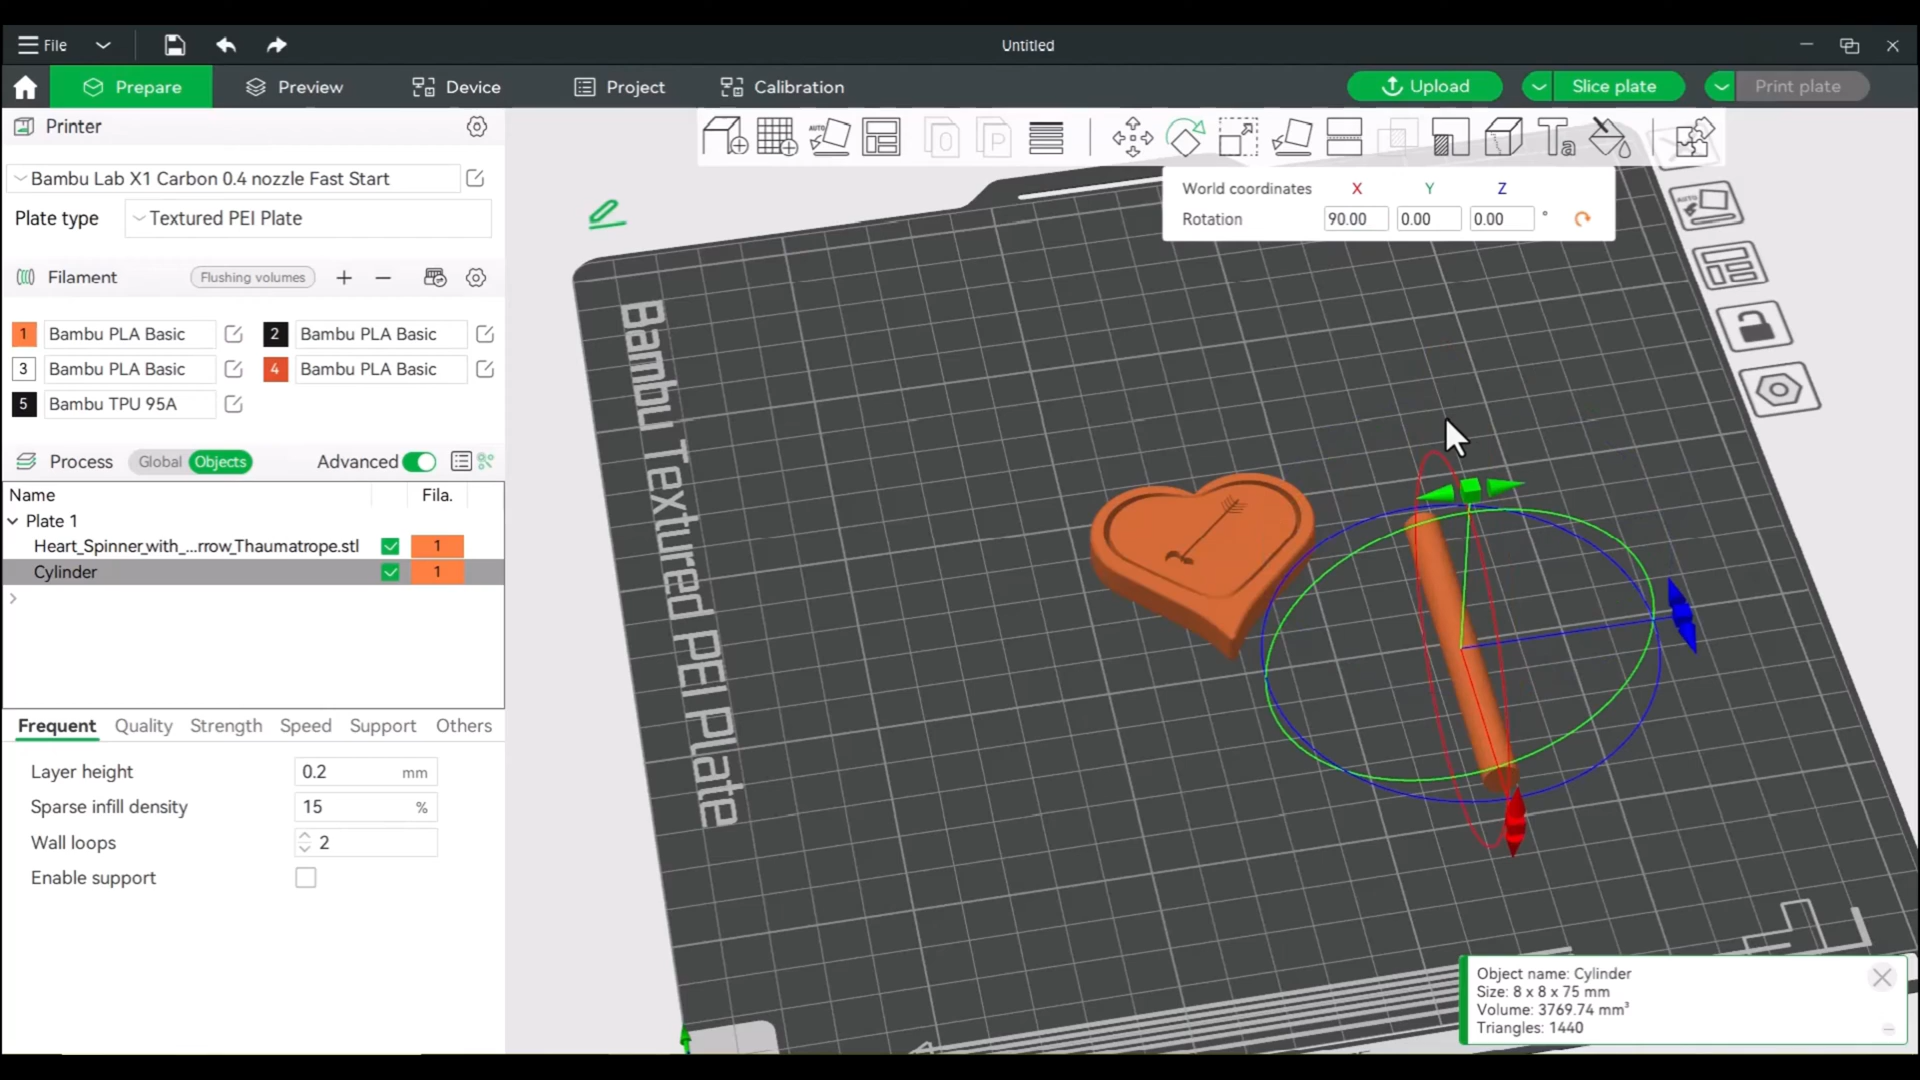 File
Untitled
Prepare
Preview
Device
Project
Calibration
Upload
Slice plate
Print plate
Printer
Bambu Lab X1 Carbon 0.4 nozzle Fast Start
Plate type
Textured PEI Plate
Filament
Flushing volumes
1 Bambu PLA Basic
2 Bambu PLA Basic
3 Bambu PLA Basic
4 Bambu PLA Basic
5 Bambu TPU 95A
Process
Global
Objects
Advanced
Name
Fila.
Plate 1
Heart_Spinner_with_...rrow_Thaumatrope.stl
1
Cylinder
1
Frequent
Quality
Strength
Speed
Support
Others
Layer height 0.2 mm
Sparse infill density 15 %
Wall loops 2
Enable support
AUTO
O
P
Ta
World coordinates X Y Z
Rotation 90.00 0.00 0.00 °
AUTO
Bambu Textured PEI Plate
Object name: Cylinder
Size: 8 x 8 x 75 mm
Volume: 3769.74 mm³
Triangles: 1440